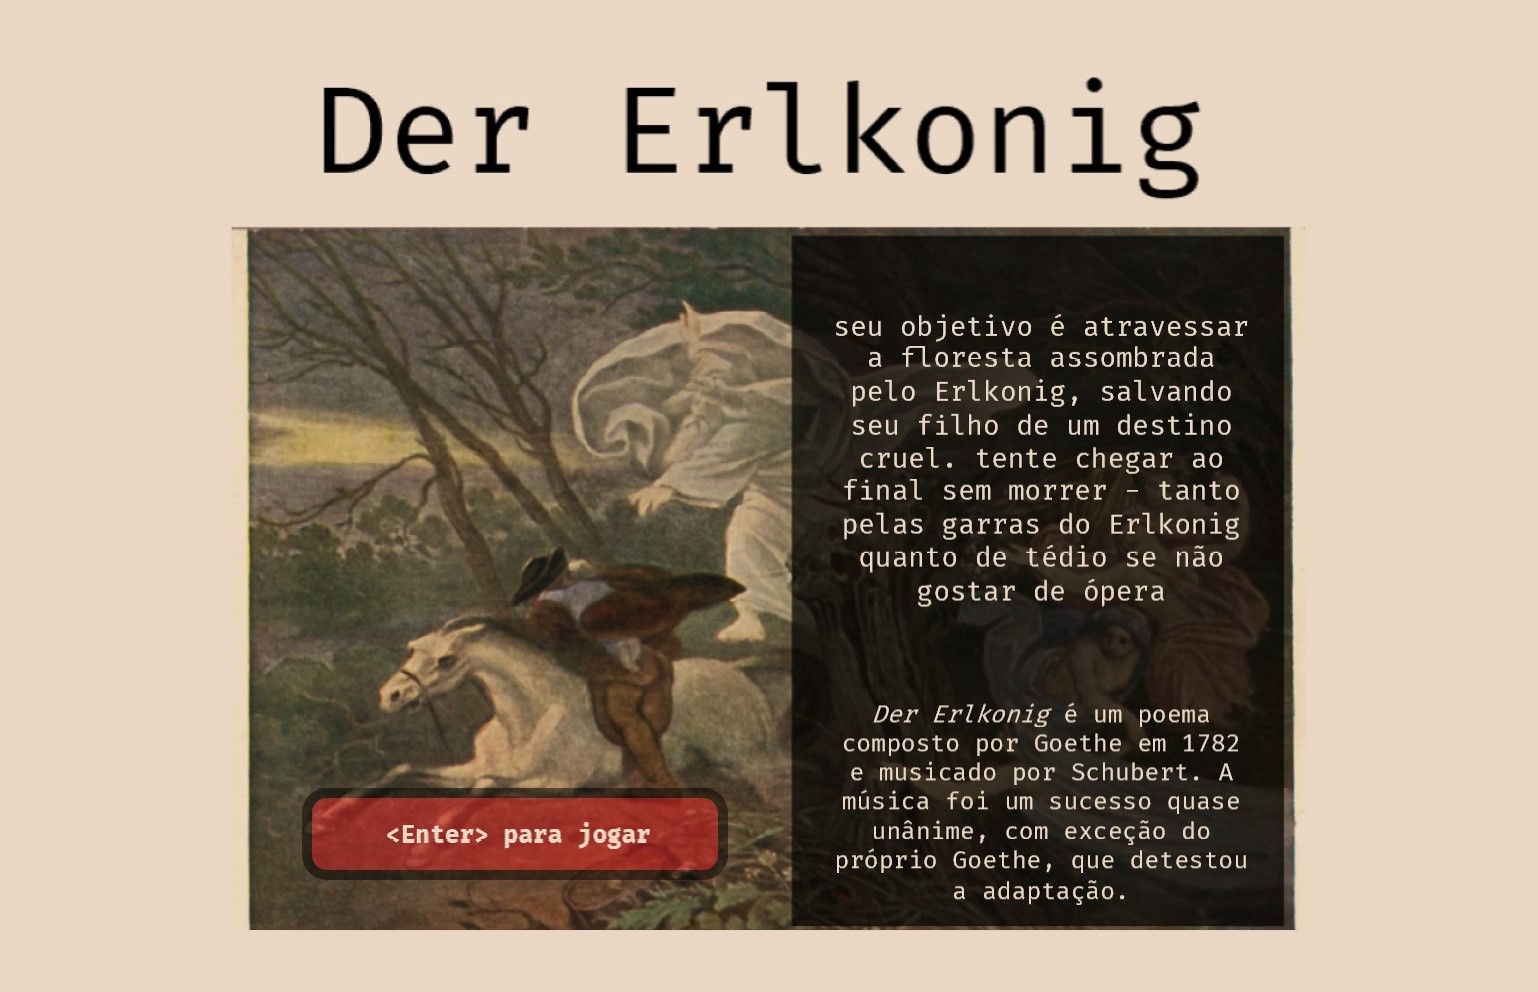 Der Erlkonig
seu objetivo é atravessar
a floresta assombrada
pelo Erlkonig, salvando
seu filho de um destino
cruel. tente chegar ao
final sem morrer - tanto
pelas garras do Erlkonig
quanto de tédio se não
gostar de ópera
Der Erlkonig é um poema
composto por Goethe em 1782
e musicado por Schubert. A
música foi um sucesso quase
unânime, com exceção do
próprio Goethe, que detestou
a adaptação.
<Enter> para jogar